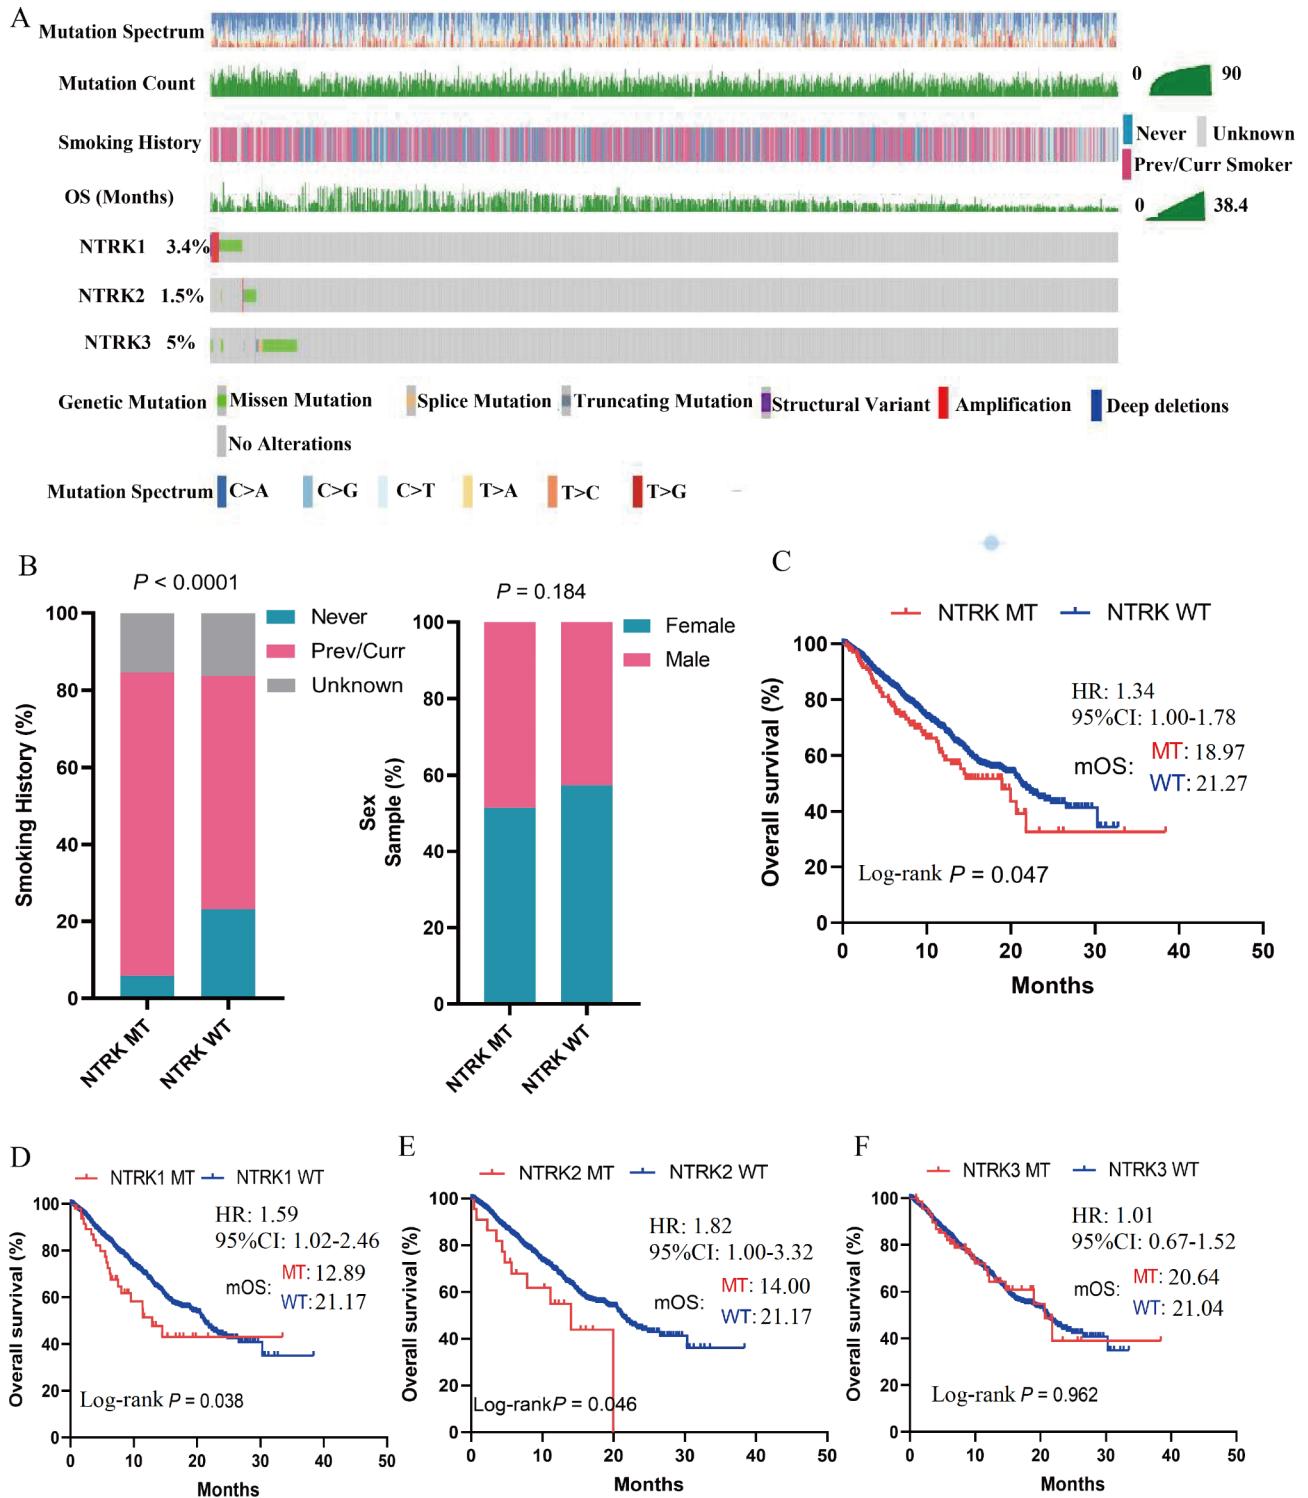 A
Mutation Spectrum
Mutation Count
0 90
Smoking History
Never Unknown
Prev/Curr Smoker
OS (Months)
0 38.4
NTRK1 3.4%
NTRK2 1.5%
NTRK3 5%
Genetic Mutation Missen Mutation Splice Mutation Truncating Mutation Structural Variant Amplification Deep deletions
No Alterations
Mutation Spectrum C>A C>G C>T T>A T>C T>G
B
P < 0.0001
Never
Prev/Curr
Unknown
Smoking History (%)
100
80
60
40
20
0
NTRK MT
NTRK WT
P = 0.184
Female
Male
Sex
Sample (%)
100
80
60
40
20
0
NTRK MT
NTRK WT
C
NTRK MT NTRK WT
HR: 1.34
95%CI: 1.00-1.78
mOS:
MT: 18.97
WT: 21.27
Log-rank P = 0.047
Overall survival (%)
100
80
60
40
20
0
0 10 20 30 40 50
Months
D
NTRK1 MT NTRK1 WT
HR: 1.59
95%CI: 1.02-2.46
mOS:
MT: 12.89
WT: 21.17
Log-rank P = 0.038
Overall survival (%)
100
80
60
40
20
0
0 10 20 30 40 50
Months
E
NTRK2 MT NTRK2 WT
HR: 1.82
95%CI: 1.00-3.32
mOS:
MT: 14.00
WT: 21.17
Log-rank P = 0.046
Overall survival (%)
100
80
60
40
20
0
0 10 20 30 40 50
Months
F
NTRK3 MT NTRK3 WT
HR: 1.01
95%CI: 0.67-1.52
mOS:
MT: 20.64
WT: 21.04
Log-rank P = 0.962
Overall survival (%)
100
80
60
40
20
0
0 10 20 30 40 50
Months